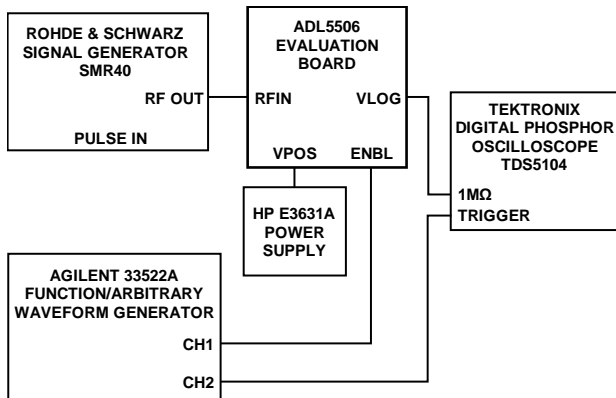 ROHDE & SCHWARZ
SIGNAL GENERATOR
SMR40
RF OUT
PULSE IN
ADL5506
EVALUATION
BOARD
RFIN
VLOG
VPOS
ENBL
TEKTRONIX
DIGITAL PHOSPHOR
OSCILLOSCOPE
TDS5104
1MΩ
TRIGGER
HP E3631A
POWER
SUPPLY
AGILENT 33522A
FUNCTION/ARBITRARY
WAVEFORM GENERATOR
CH1
CH2